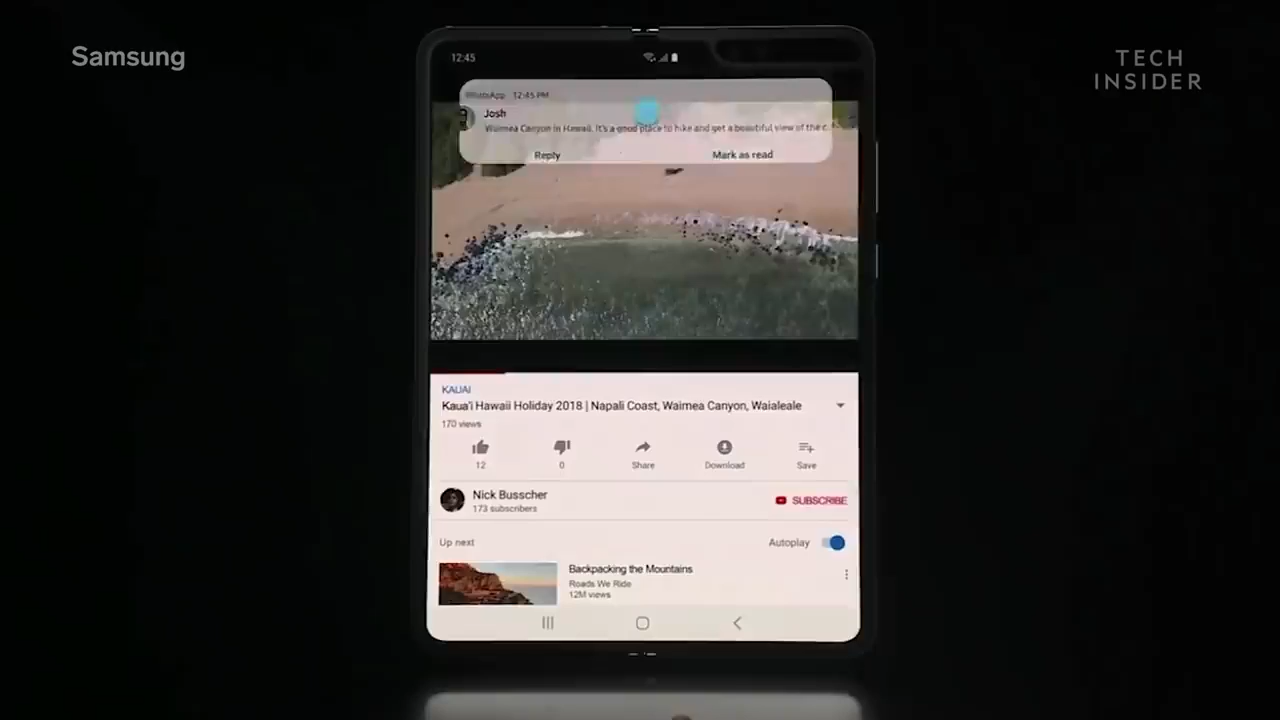 Samsung
TECH
INSIDER
12:45
WhatsApp · 12:45 PM
Josh
Waimea Canyon in Hawaii. It's a good place to hike and get a beautiful view of the c
Reply
Mark as read
KAUAI
Kaua'i Hawaii Holiday 2018 | Napali Coast, Waimea Canyon, Waialeale
170 views
12
0
Share
Download
Save
Nick Busscher
173 subscribers
SUBSCRIBE
Up next
Autoplay
Backpacking the Mountains
Roads We Ride
12M views